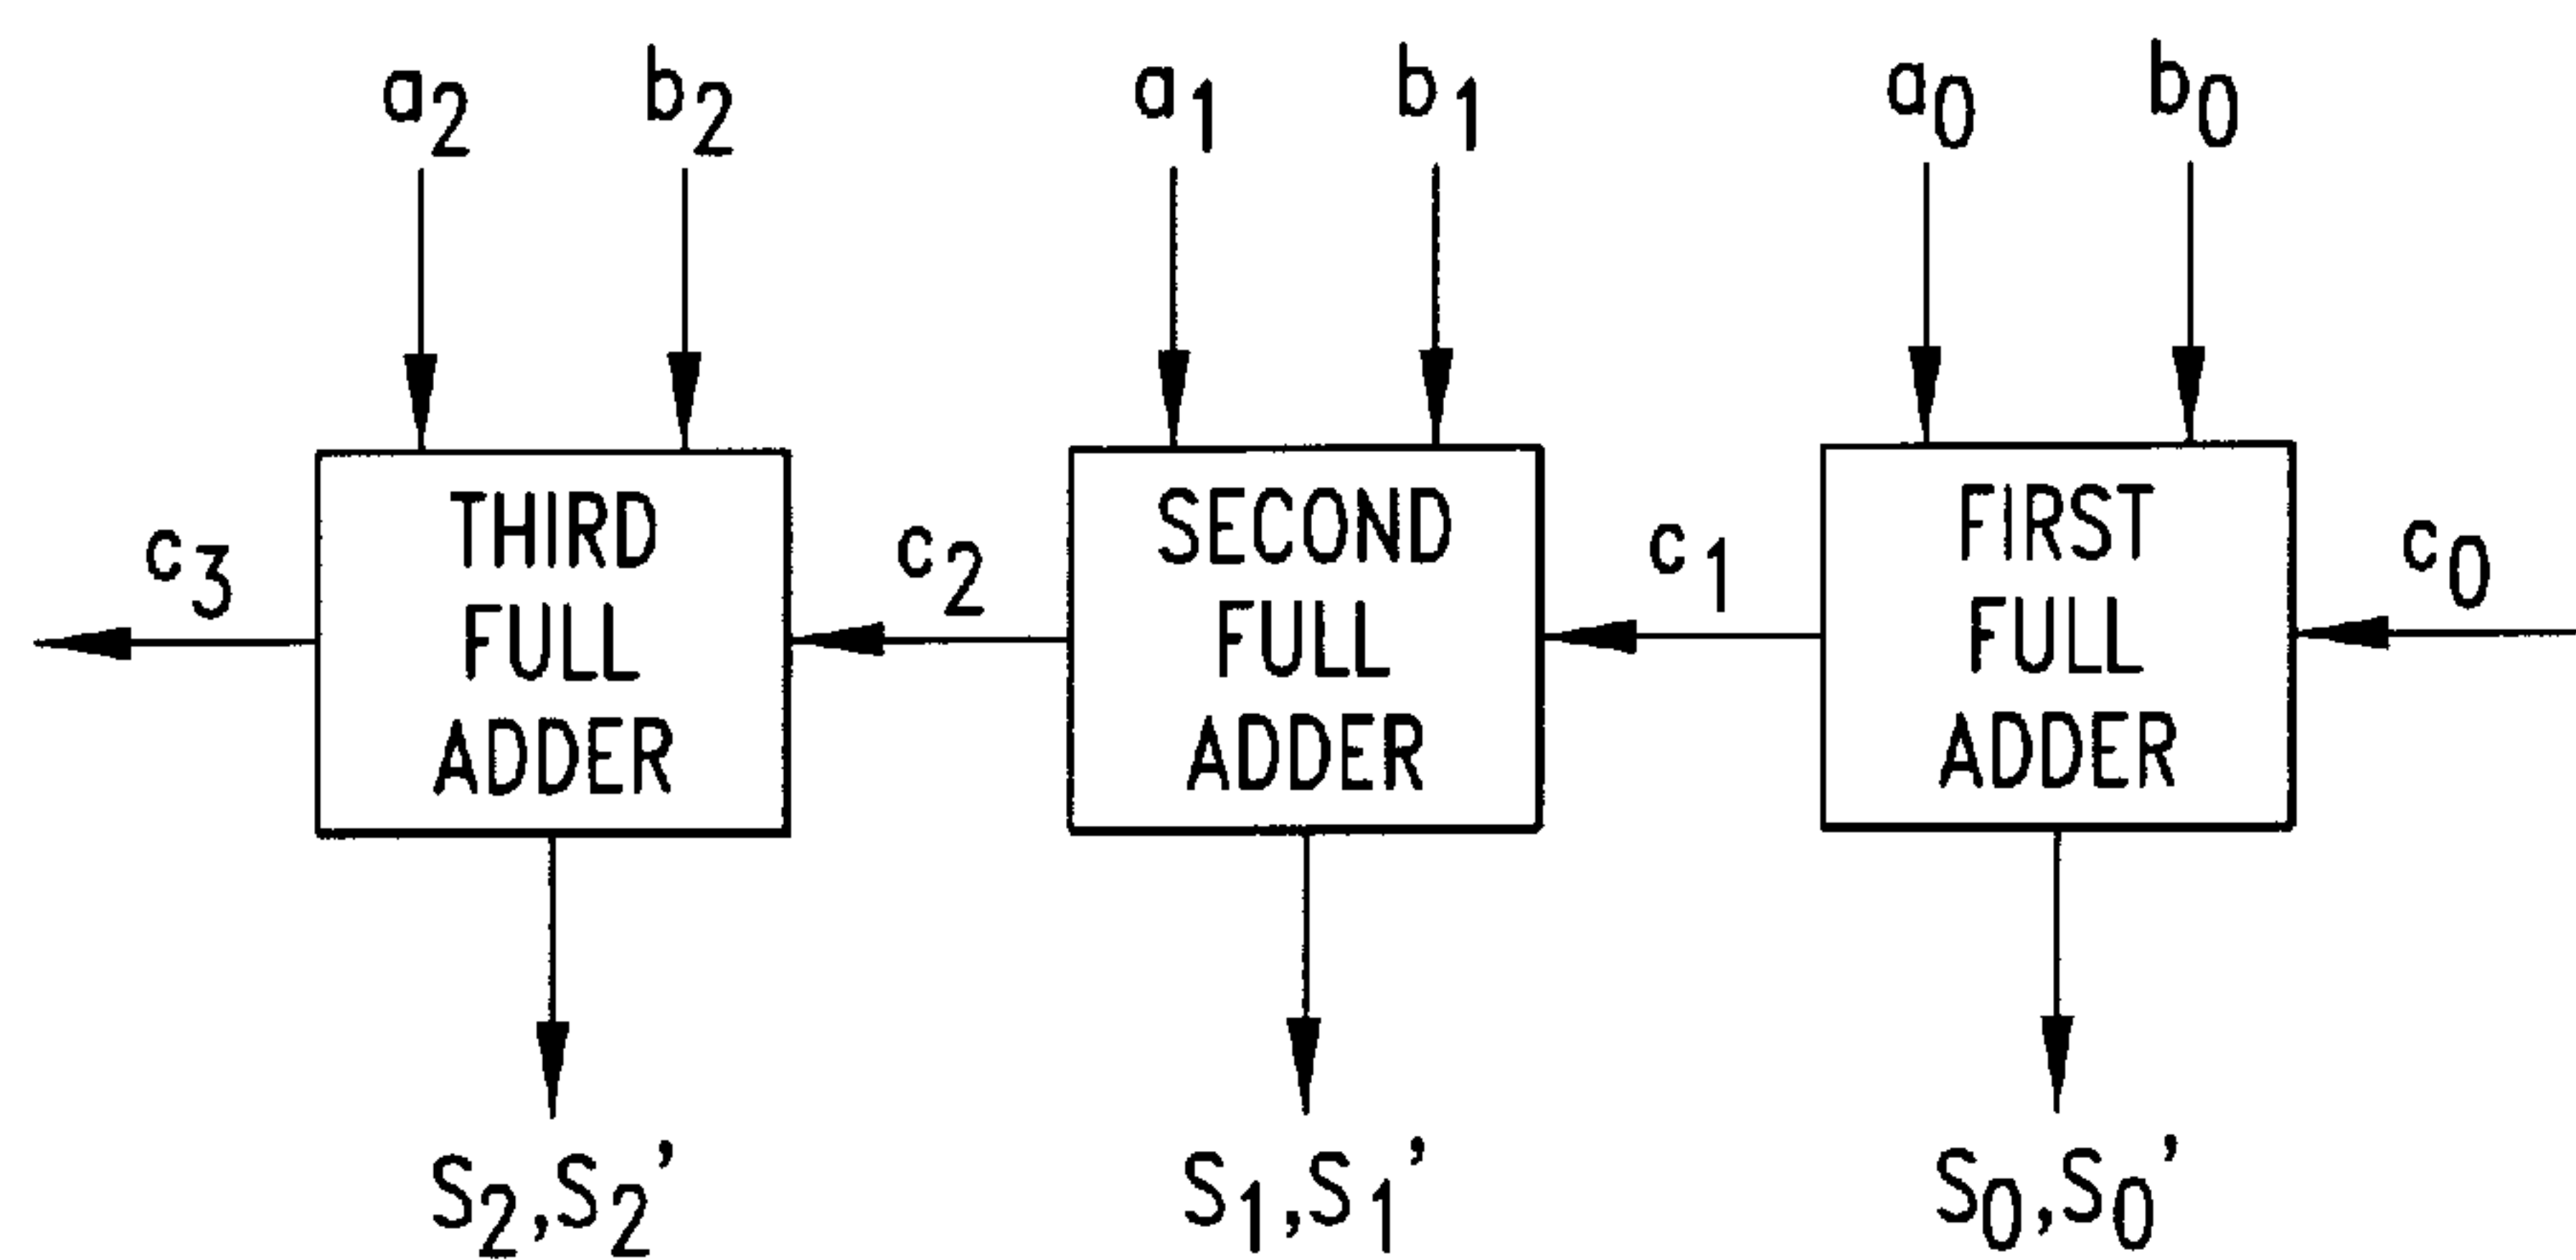 a2 b2 a1 b1 a0 b0
c3 THIRD FULL ADDER c2 SECOND FULL ADDER c1 FIRST FULL ADDER c0
S2,S2' S1,S1' S0,S0'